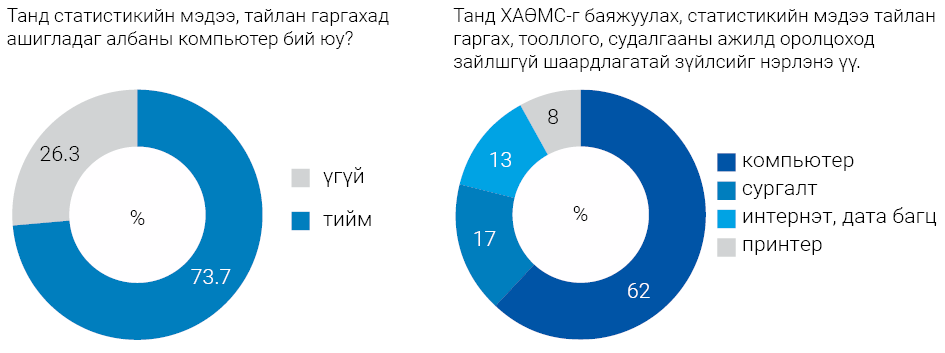 Танд статистикийн мэдээ, тайлан гаргахад
ашигладаг албаны компьютер бий юу?
26.3
%
73.7
үгүй
тийм
Танд ХАӨМС-г баяжуулах, статистикийн мэдээ тайлан
гаргах, тооллого, судалгааны ажилд оролцоход
зайлшгүй шаардлагатай зүйлсийг нэрлэнэ үү.
8
13
17
%
62
компьютер
сургалт
интернэт, дата багц
принтер